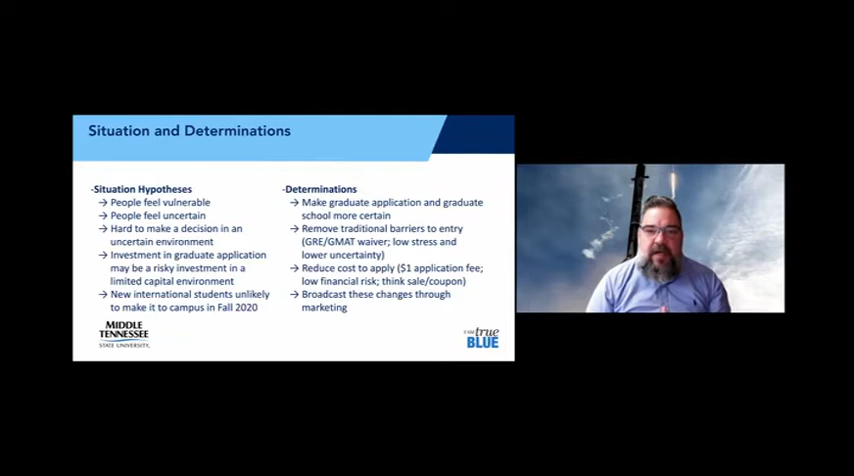 Situation and Determinations
-Situation Hypotheses
→ People feel vulnerable
→ People feel uncertain
→ Hard to make a decision in an
uncertain environment
→ Investment in graduate application
may be a risky investment in a
limited capital environment
→ New international students unlikely
to make it to campus in Fall 2020
-Determinations
→ Make graduate application and graduate
school more certain
→ Remove traditional barriers to entry
(GRE/GMAT waiver; low stress and
lower uncertainty)
→ Reduce cost to apply ($1 application fee;
low financial risk; think sale/coupon)
→ Broadcast these changes through
marketing
MIDDLE
TENNESSEE
STATE UNIVERSITY.
I AM true
BLUE